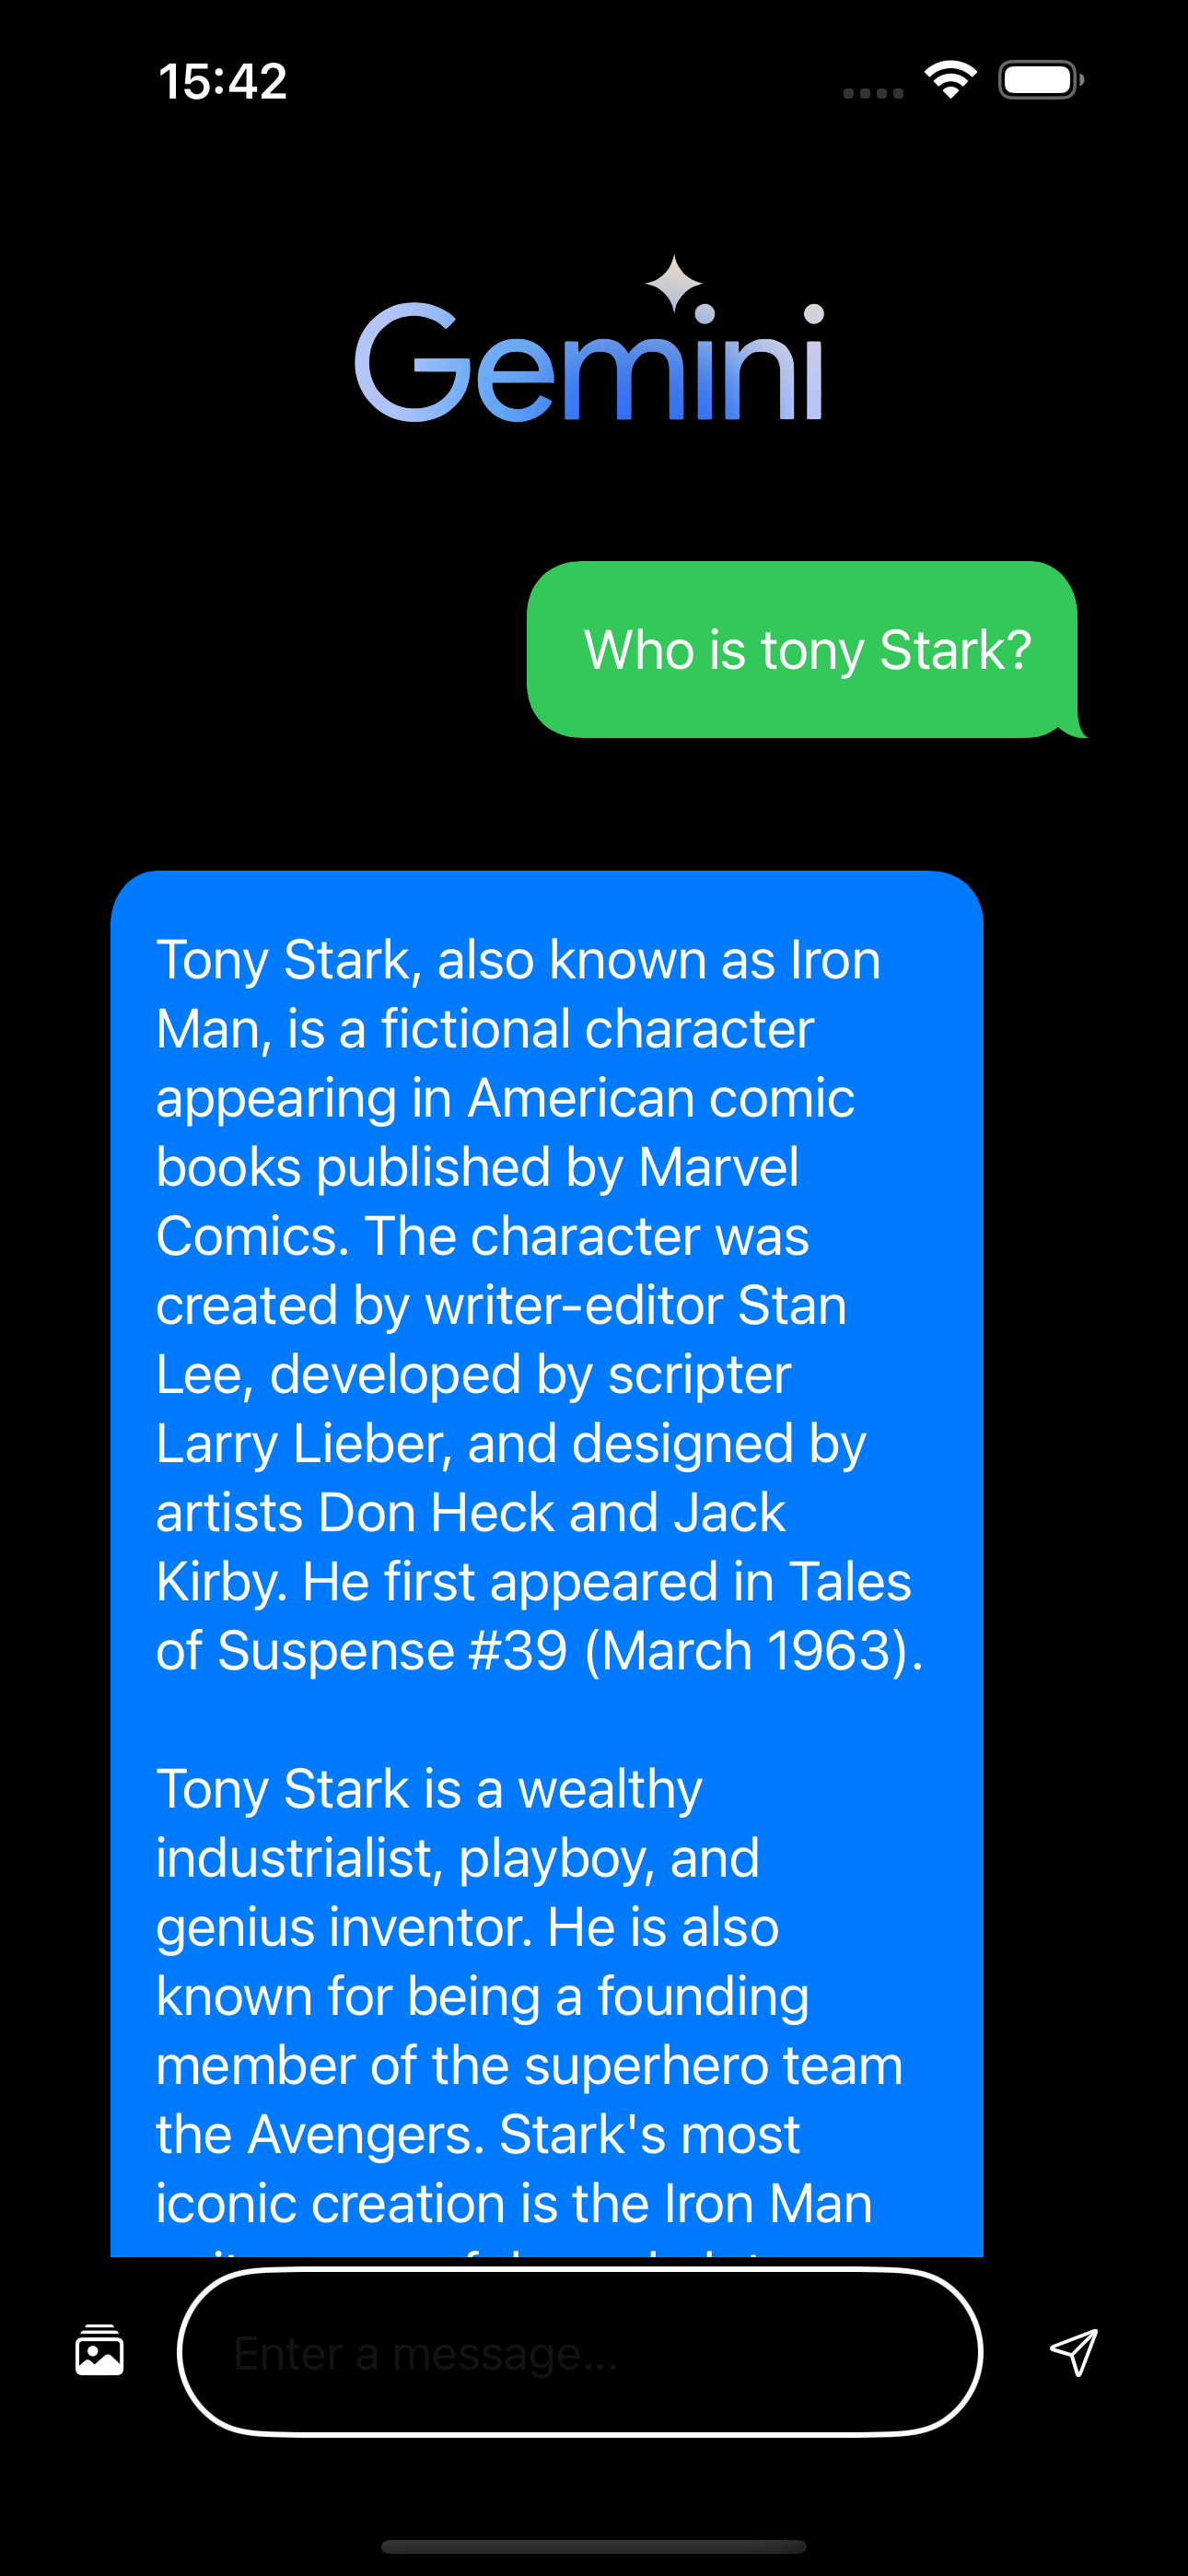 15:42
Gemini
Who is tony Stark?
Tony Stark, also known as Iron
Man, is a fictional character
appearing in American comic
books published by Marvel
Comics. The character was
created by writer-editor Stan
Lee, developed by scripter
Larry Lieber, and designed by
artists Don Heck and Jack
Kirby. He first appeared in Tales
of Suspense #39 (March 1963).
Tony Stark is a wealthy
industrialist, playboy, and
genius inventor. He is also
known for being a founding
member of the superhero team
the Avengers. Stark's most
iconic creation is the Iron Man
Enter a message...